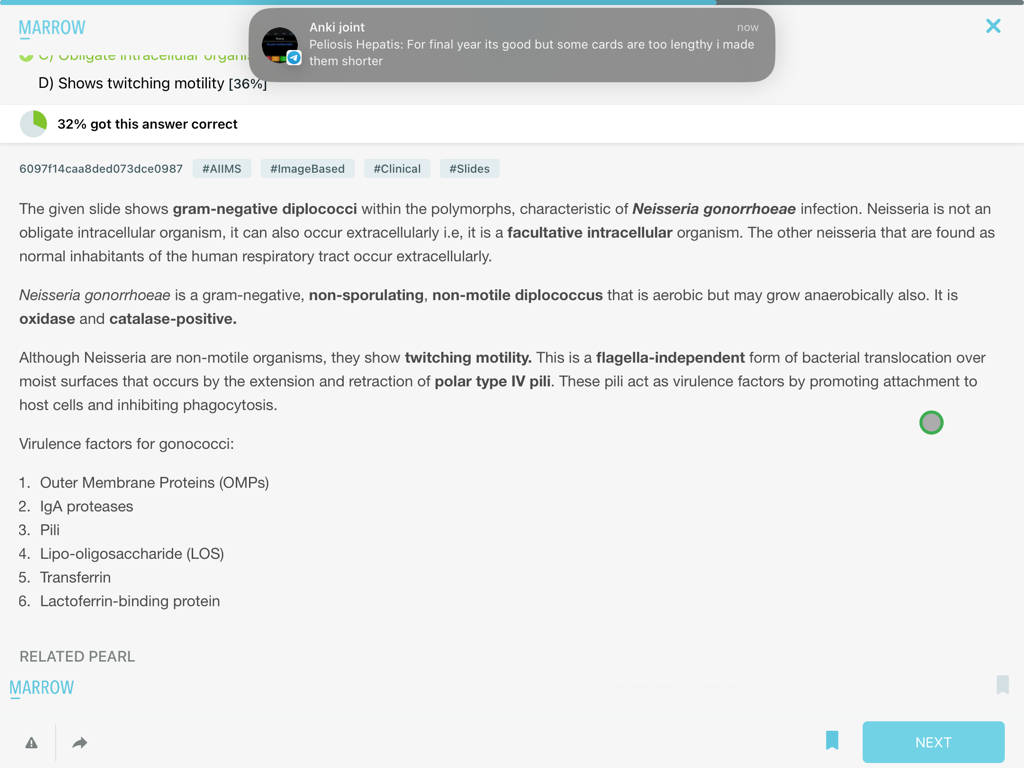 MARROW
Anki joint
now
Peliosis Hepatis: For final year its good but some cards are too lengthy i made
them shorter
C) Obligate intracellular organi
D) Shows twitching motility [36%]
32% got this answer correct
6097f14caa8ded073dce0987 #AIIMS #ImageBased #Clinical #Slides
The given slide shows gram-negative diplococci within the polymorphs, characteristic of Neisseria gonorrhoeae infection. Neisseria is not an
obligate intracellular organism, it can also occur extracellularly i.e, it is a facultative intracellular organism. The other neisseria that are found as
normal inhabitants of the human respiratory tract occur extracellularly.
Neisseria gonorrhoeae is a gram-negative, non-sporulating, non-motile diplococcus that is aerobic but may grow anaerobically also. It is
oxidase and catalase-positive.
Although Neisseria are non-motile organisms, they show twitching motility. This is a flagella-independent form of bacterial translocation over
moist surfaces that occurs by the extension and retraction of polar type IV pili. These pili act as virulence factors by promoting attachment to
host cells and inhibiting phagocytosis.
Virulence factors for gonococci:
1. Outer Membrane Proteins (OMPs)
2. IgA proteases
3. Pili
4. Lipo-oligosaccharide (LOS)
5. Transferrin
6. Lactoferrin-binding protein
RELATED PEARL
MARROW
NEXT